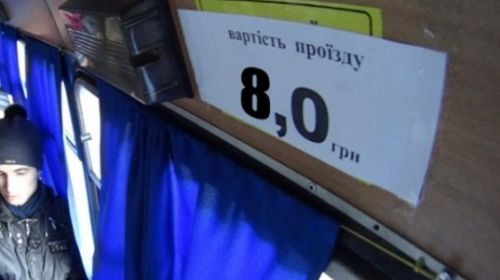 вартість проїзду
8,0 грн